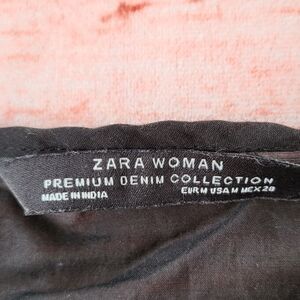 ZARA WOMAN
PREMIUM DENIM COLLECTION
MADE IN INDIA EUR M USA M MEX 28